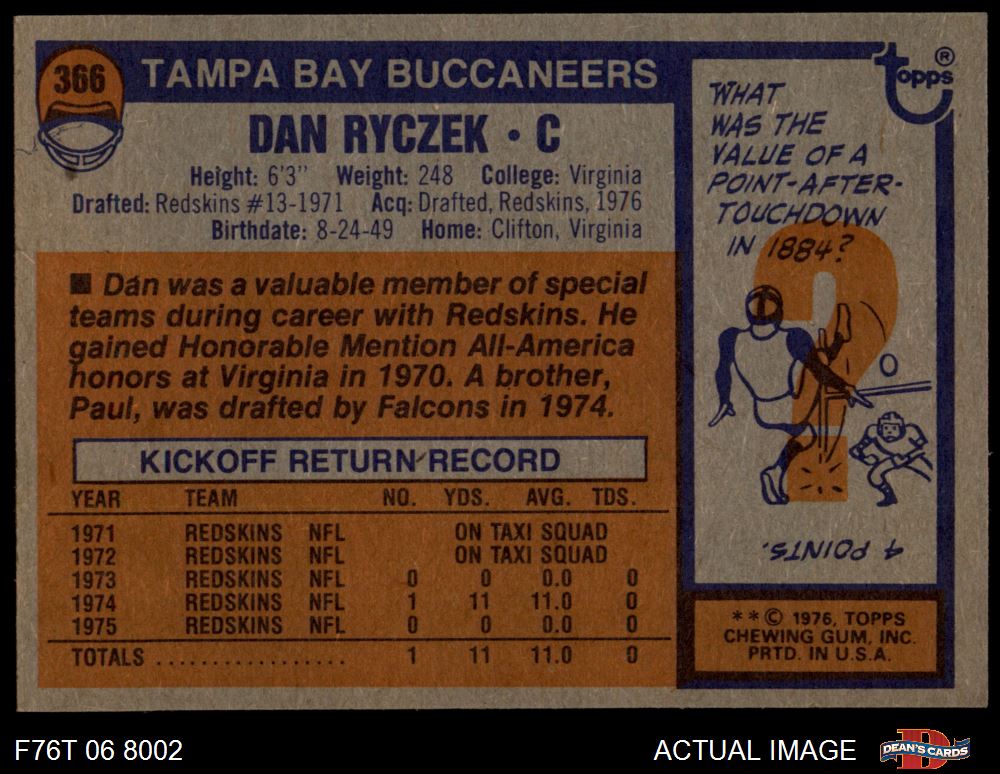 366
TAMPA BAY BUCCANEERS
DAN RYCZEK • C
Height: 6'3" Weight: 248 College: Virginia
Drafted: Redskins #13-1971 Acq: Drafted, Redskins, 1976
Birthdate: 8-24-49 Home: Clifton, Virginia
■ Dan was a valuable member of special
teams during career with Redskins. He
gained Honorable Mention All-America
honors at Virginia in 1970. A brother,
Paul, was drafted by Falcons in 1974.
KICKOFF RETURN RECORD
YEAR TEAM NO. YDS. AVG. TDS.
1971 REDSKINS NFL ON TAXI SQUAD
1972 REDSKINS NFL ON TAXI SQUAD
1973 REDSKINS NFL 0 0 0.0 0
1974 REDSKINS NFL 1 11 11.0 0
1975 REDSKINS NFL 0 0 0.0 0
TOTALS .................. 1 11 11.0 0
topps®
WHAT
WAS THE
VALUE OF A
POINT-AFTER-
TOUCHDOWN
IN 1884?
?
4 POINTS.
**© 1976, TOPPS
CHEWING GUM, INC.
PRTD. IN U.S.A.
F76T 06 8002
ACTUAL IMAGE
D
DEAN'S CARDS